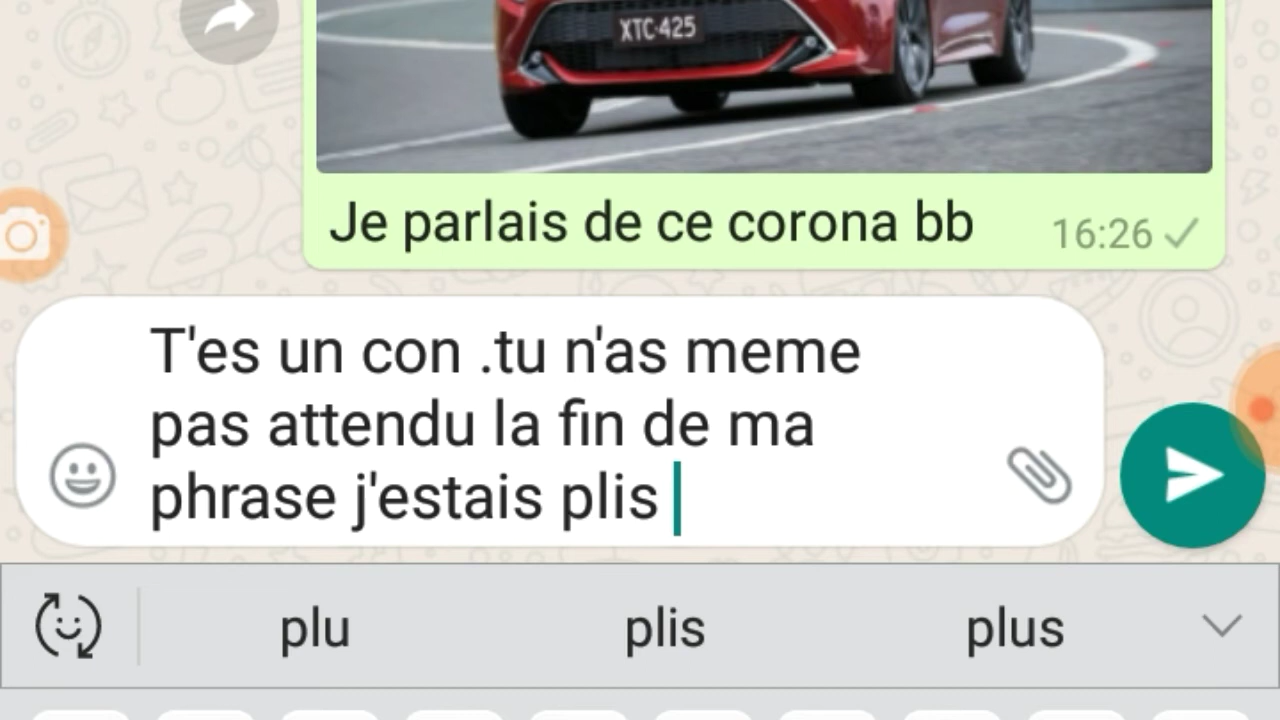 XTC·425
Je parlais de ce corona bb
16:26
T'es un con .tu n'as meme
pas attendu la fin de ma
phrase j'estais plis
plu plis plus